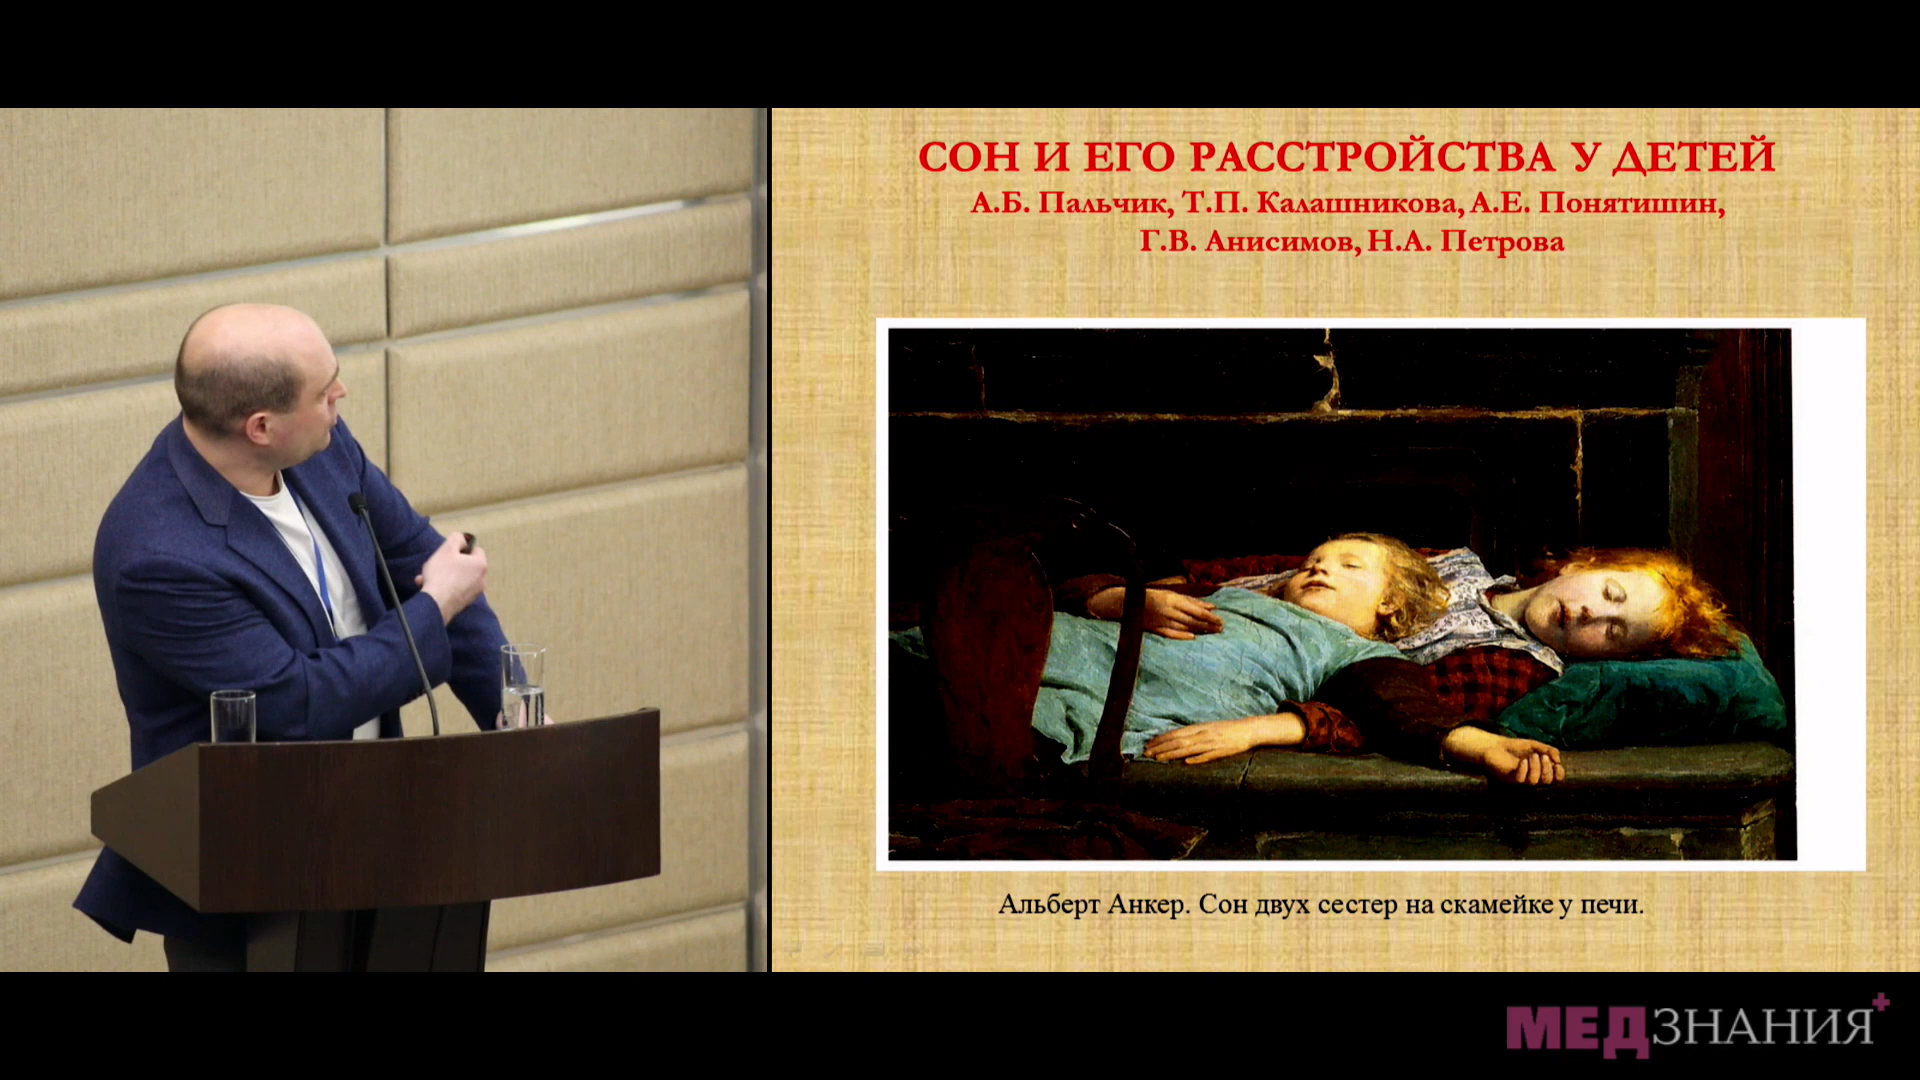 СОН И ЕГО РАССТРОЙСТВА У ДЕТЕЙ
А.Б. Пальчик, Т.П. Калашникова, А.Е. Понятишин,
Г.В. Анисимов, Н.А. Петрова
Альберт Анкер. Сон двух сестер на скамейке у печи.
МЕДЗНАНИЯ+